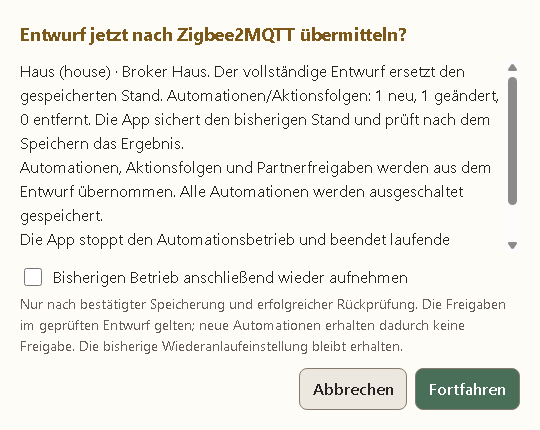 Entwurf jetzt nach Zigbee2MQTT übermitteln?
Haus (house) · Broker Haus. Der vollständige Entwurf ersetzt den
gespeicherten Stand. Automationen/Aktionsfolgen: 1 neu, 1 geändert,
0 entfernt. Die App sichert den bisherigen Stand und prüft nach dem
Speichern das Ergebnis.
Automationen, Aktionsfolgen und Partnerfreigaben werden aus dem
Entwurf übernommen. Alle Automationen werden ausgeschaltet
gespeichert.
Die App stoppt den Automationsbetrieb und beendet laufende
Bisherigen Betrieb anschließend wieder aufnehmen
Nur nach bestätigter Speicherung und erfolgreicher Rückprüfung. Die Freigaben
im geprüften Entwurf gelten; neue Automationen erhalten dadurch keine
Freigabe. Die bisherige Wiederanlaufeinstellung bleibt erhalten.
Abbrechen
Fortfahren